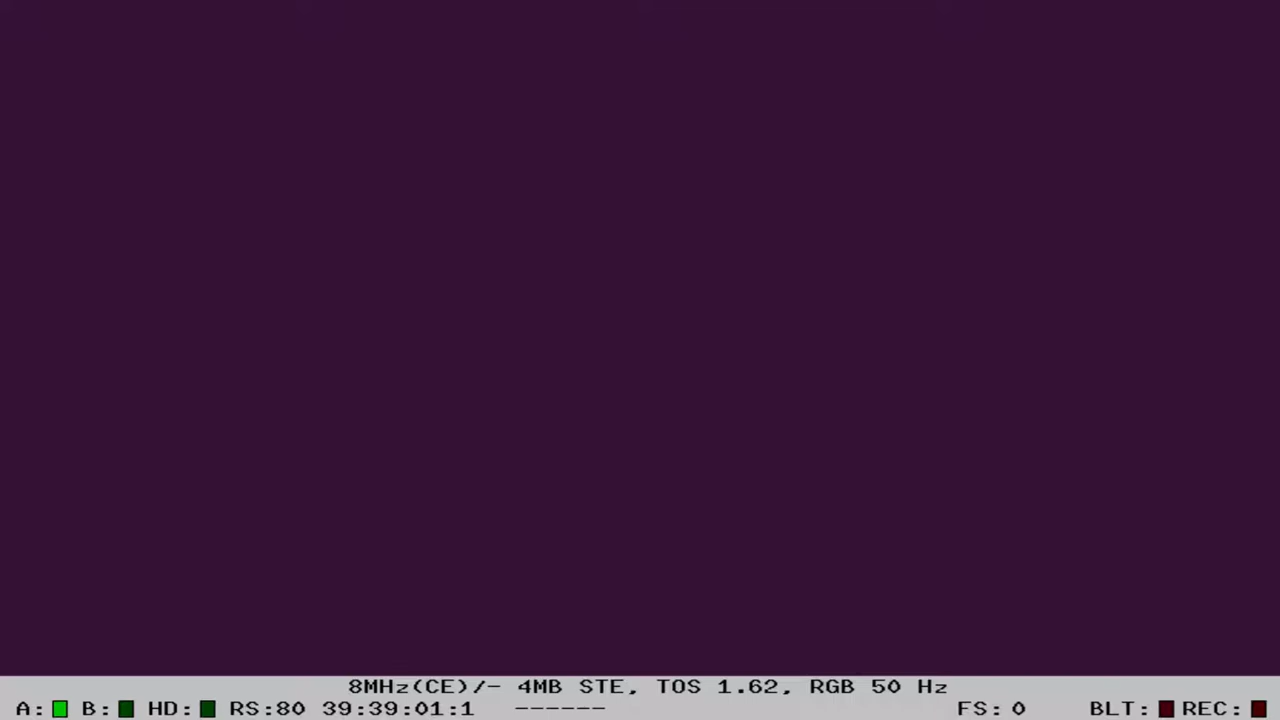 8MHz(CE)/- 4MB STE, TOS 1.62, RGB 50 Hz
A: B: HD: RS:80 39:39:01:1 ------ FS: 0 BLT: REC: